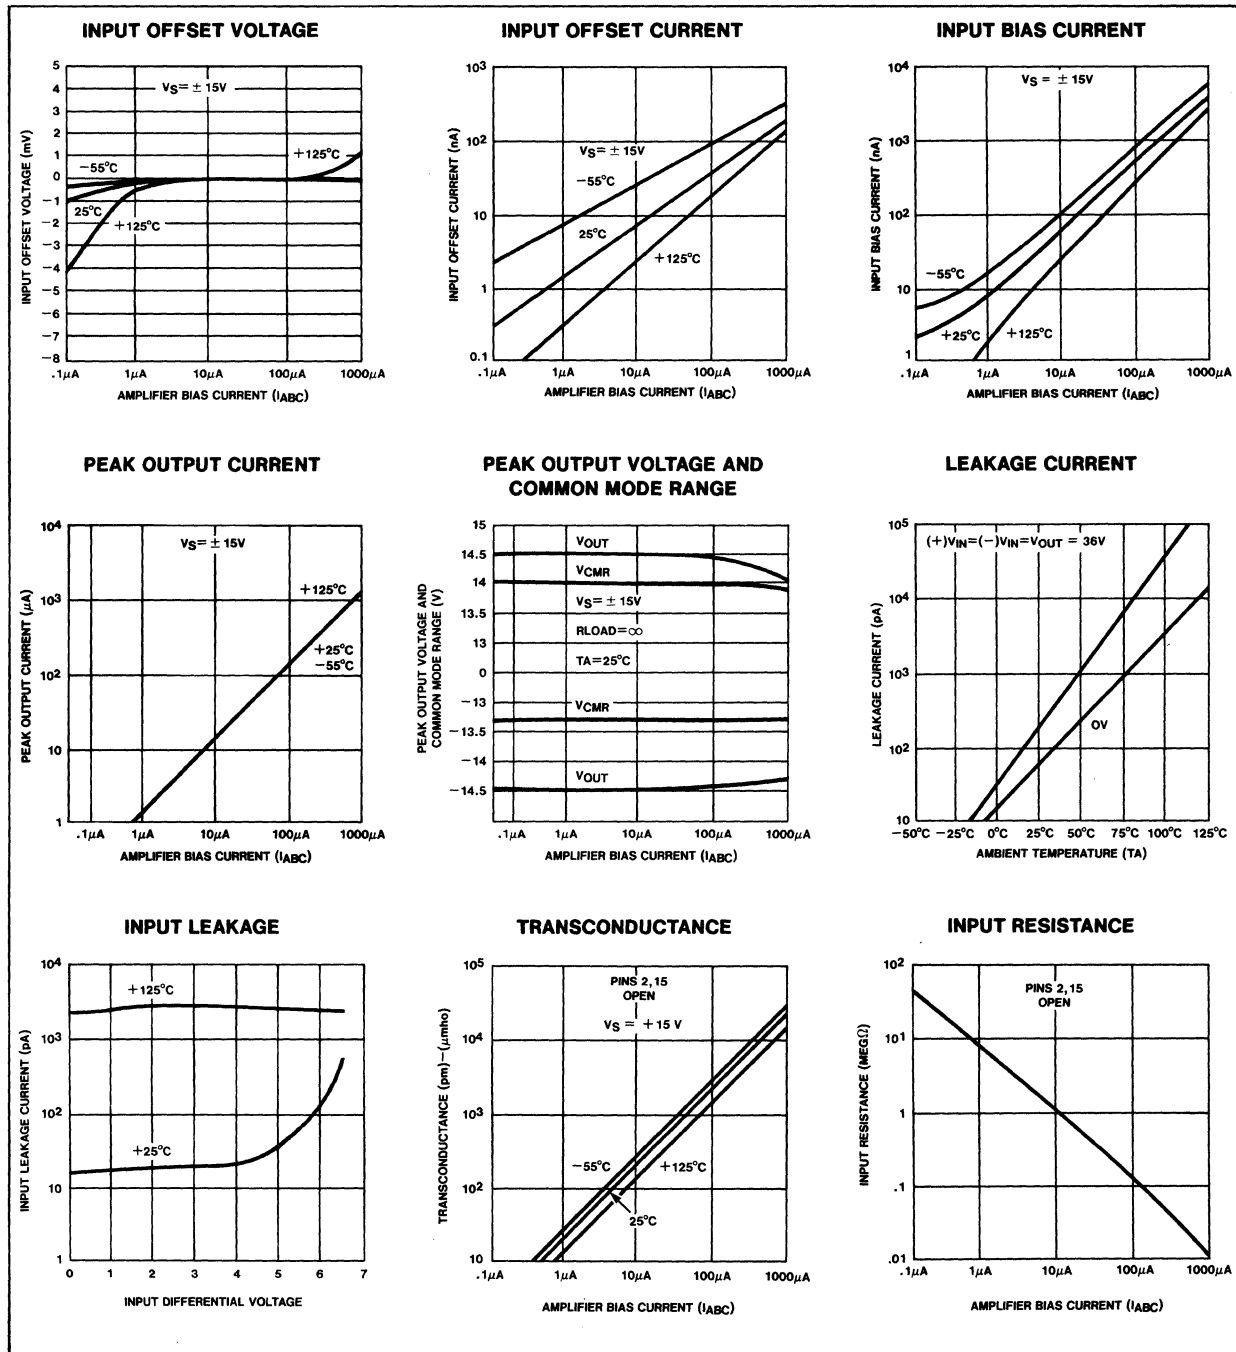 INPUT OFFSET VOLTAGE
INPUT OFFSET VOLTAGE (mV)
5
4
3
2
1
0
−1
−2
−3
−4
−5
−6
−7
−8
VS= ± 15V
−55°C
25°C
+125°C
+125°C
.1µA
1µA
10µA
100µA
1000µA
AMPLIFIER BIAS CURRENT (IABC)
INPUT OFFSET CURRENT
INPUT OFFSET CURRENT (nA)
10³
10²
10
1
0.1
VS= ± 15V
−55°C
25°C
+125°C
.1µA
1µA
10µA
100µA
1000µA
AMPLIFIER BIAS CURRENT (IABC)
INPUT BIAS CURRENT
INPUT BIAS CURRENT (nA)
10⁴
10³
10²
10
1
VS = ±15V
−55°C
+25°C
+125°C
.1µA
1µA
10µA
100µA
1000µA
AMPLIFIER BIAS CURRENT (IABC)
PEAK OUTPUT CURRENT
PEAK OUTPUT CURRENT (µA)
10⁴
10³
10²
10
1
VS= ± 15V
+125°C
+25°C
−55°C
.1µA
1µA
10µA
100µA
1000µA
AMPLIFIER BIAS CURRENT (IABC)
PEAK OUTPUT VOLTAGE AND
COMMON MODE RANGE
PEAK OUTPUT VOLTAGE AND
COMMON MODE RANGE (V)
15
14.5
14
13.5
13
0
−13
−13.5
−14
−14.5
VOUT
VCMR
VS= ± 15V
RLOAD=∞
TA=25°C
VCMR
VOUT
.1µA
1µA
10µA
100µA
1000µA
AMPLIFIER BIAS CURRENT (IABC)
LEAKAGE CURRENT
LEAKAGE CURRENT (pA)
10⁵
10⁴
10³
10²
10
(+)VIN=(−)VIN=VOUT = 36V
OV
−50°C
−25°C
0°C
25°C
50°C
75°C
100°C
125°C
AMBIENT TEMPERATURE (TA)
INPUT LEAKAGE
INPUT LEAKAGE CURRENT (pA)
10⁴
10³
10²
10
1
+125°C
+25°C
0
1
2
3
4
5
6
7
INPUT DIFFERENTIAL VOLTAGE
TRANSCONDUCTANCE
TRANSCONDUCTANCE (pm)−(µmho)
10⁵
10⁴
10³
10²
10
PINS 2,15
OPEN
VS = +15 V
−55°C
+125°C
25°C
.1µA
1µA
10µA
100µA
1000µA
AMPLIFIER BIAS CURRENT (IABC)
INPUT RESISTANCE
INPUT RESISTANCE (MEGΩ)
10²
10¹
1
.1
.01
PINS 2,15
OPEN
.1µA
1µA
10µA
100µA
1000µA
AMPLIFIER BIAS CURRENT (IABC)